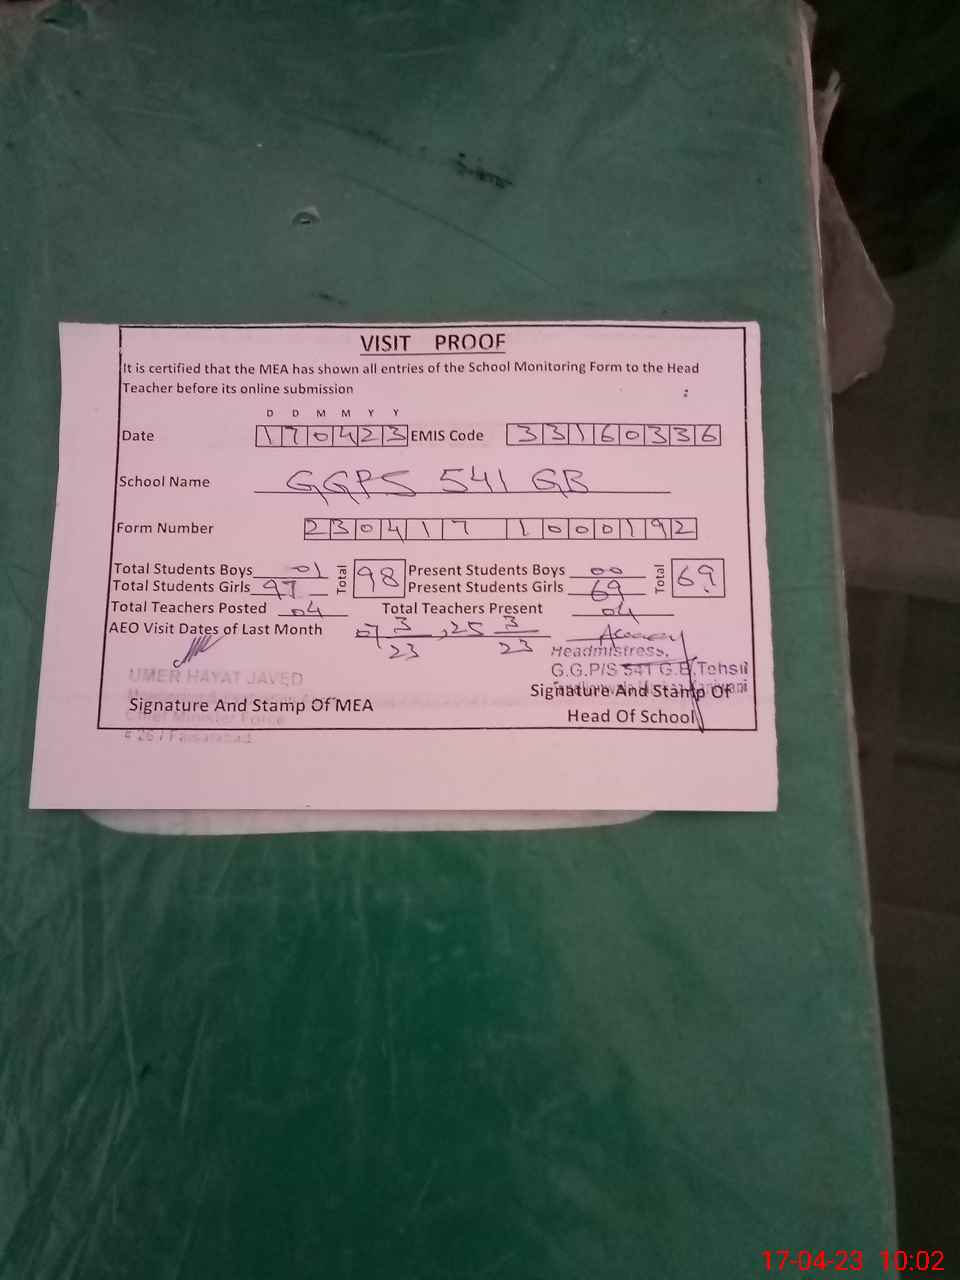 VISIT PROOF
It is certified that the MEA has shown all entries of the School Monitoring Form to the Head
Teacher before its online submission
D D M M Y Y
Date 170423 EMIS Code 33160336
School Name GGPS 541 GB
Form Number 230417 1000192
Total Students Boys 01 Total 98 Present Students Boys 00 Total 69
Total Students Girls 97 Present Students Girls 69
Total Teachers Posted 04 Total Teachers Present 04
AEO Visit Dates of Last Month 07 3/23, 25 3/23
Headmistress,
UMER HAYAT JAVED G.G.P/S 541 G.B, Tehsil
Signature And Stamp Of MEA Signature And Stamp Of
Chief Minister Force Head Of School
17-04-23 10:02